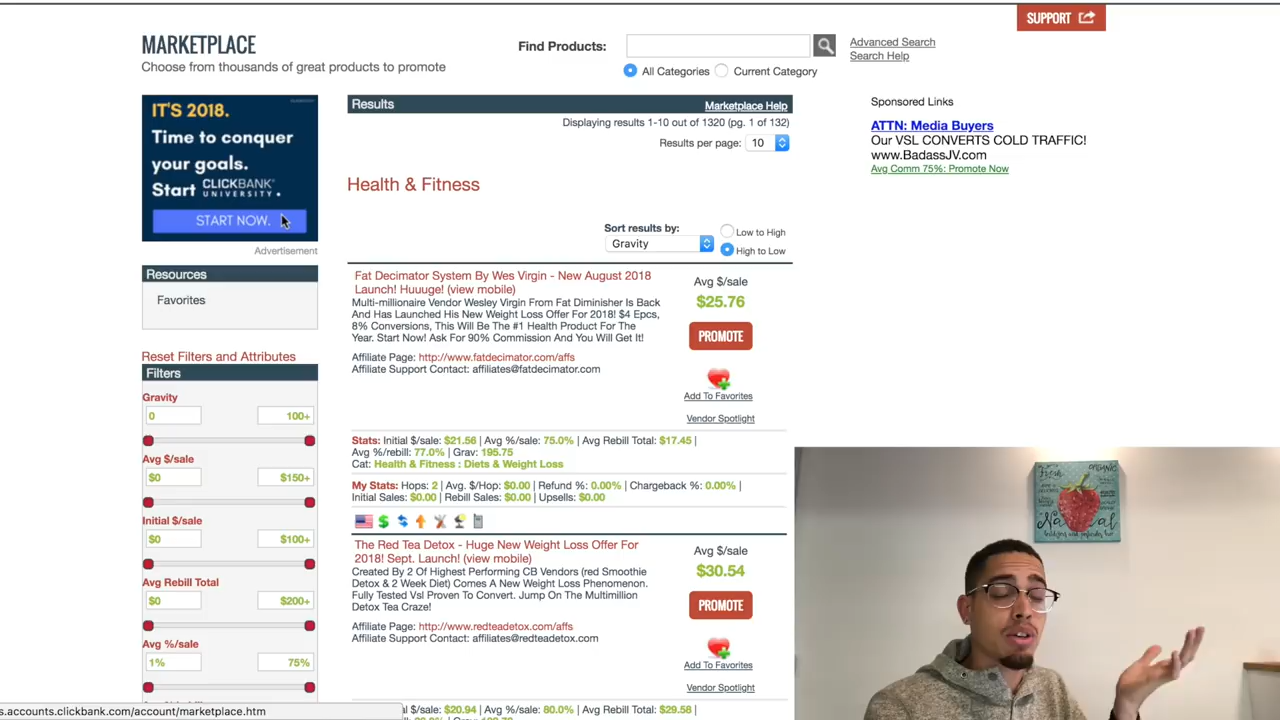 SUPPORT
MARKETPLACE
Choose from thousands of great products to promote
Find Products:
All Categories
Current Category
Advanced Search
Search Help
IT'S 2018.
Time to conquer
your goals.
Start CLICKBANK
UNIVERSITY.
START NOW.
Advertisement
Resources
Favorites
Reset Filters and Attributes
Filters
Gravity
0 100+
Avg $/sale
$0 $150+
Initial $/sale
$0 $100+
Avg Rebill Total
$0 $200+
Avg %/sale
1% 75%
Results Marketplace Help
Displaying results 1-10 out of 1320 (pg. 1 of 132)
Results per page: 10
Health & Fitness
Sort results by:
Gravity
Low to High
High to Low
Fat Decimator System By Wes Virgin - New August 2018
Launch! Huuuge! (view mobile)
Multi-millionaire Vendor Wesley Virgin From Fat Diminisher Is Back
And Has Launched His New Weight Loss Offer For 2018! $4 Epcs,
8% Conversions, This Will Be The #1 Health Product For The
Year. Start Now! Ask For 90% Commission And You Will Get It!
Affiliate Page: http://www.fatdecimator.com/affs
Affiliate Support Contact: affiliates@fatdecimator.com
Avg $/sale
$25.76
PROMOTE
Add To Favorites
Vendor Spotlight
Stats: Initial $/sale: $21.56 | Avg %/sale: 75.0% | Avg Rebill Total: $17.45 |
Avg %/rebill: 77.0% | Grav: 195.75
Cat: Health & Fitness : Diets & Weight Loss
My Stats: Hops: 2 | Avg. $/Hop: $0.00 | Refund %: 0.00% | Chargeback %: 0.00% |
Initial Sales: $0.00 | Rebill Sales: $0.00 | Upsells: $0.00
The Red Tea Detox - Huge New Weight Loss Offer For
2018! Sept. Launch! (view mobile)
Created By 2 Of Highest Performing CB Vendors (red Smoothie
Detox & 2 Week Diet) Comes A New Weight Loss Phenomenon.
Fully Tested Vsl Proven To Convert. Jump On The Multimillion
Detox Tea Craze!
Affiliate Page: http://www.redteadetox.com/affs
Affiliate Support Contact: affiliates@redteadetox.com
Avg $/sale
$30.54
PROMOTE
Add To Favorites
Vendor Spotlight
l $/sale: $20.94 | Avg %/sale: 80.0% | Avg Rebill Total: $29.58 |
Sponsored Links
ATTN: Media Buyers
Our VSL CONVERTS COLD TRAFFIC!
www.BadassJV.com
Avg Comm 75%: Promote Now
s.accounts.clickbank.com/account/marketplace.htm